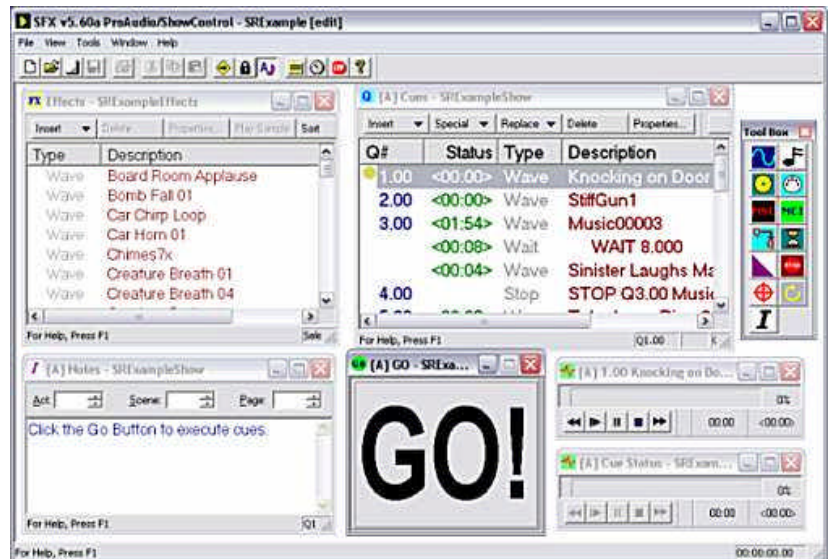 SFX v5.60a ProAudio/ShowControl - SRExample [edit]
File View Tools Window Help
FX Effects - SRExampleEffects
Insert Delete Properties... Play Sample Sort
Type Description
Wave Board Room Applause
Wave Bomb Fall 01
Wave Car Chirp Loop
Wave Car Horn 01
Wave Chimes7x
Wave Creature Breath 01
Wave Creature Breath 04
For Help, Press F1
Q [A] Cues - SRExampleShow
Insert Special Replace Delete Properties...
Q# Status Type Description
1.00 <00:00> Wave Knocking on Door
2.00 <00:00> Wave StiffGun1
3.00 <01:54> Wave Music00003
<00:08> Wait WAIT 8.000
<00:04> Wave Sinister Laughs Ma
4.00 Stop STOP Q3.00 Music
For Help, Press F1 Q1.00
Tool Box
MCI
I
I [A] Notes - SRExampleShow
Act: Scene: Page:
Click the Go Button to execute cues.
For Help, Press F1 Q1
GO [A] GO - SRExa...
GO!
[A] 1.00 Knocking on Do...
0%
00:00 <00:00>
[A] Cue Status - SRExam...
0%
00:00 <00:00>
For Help, Press F1 00:00:00.00